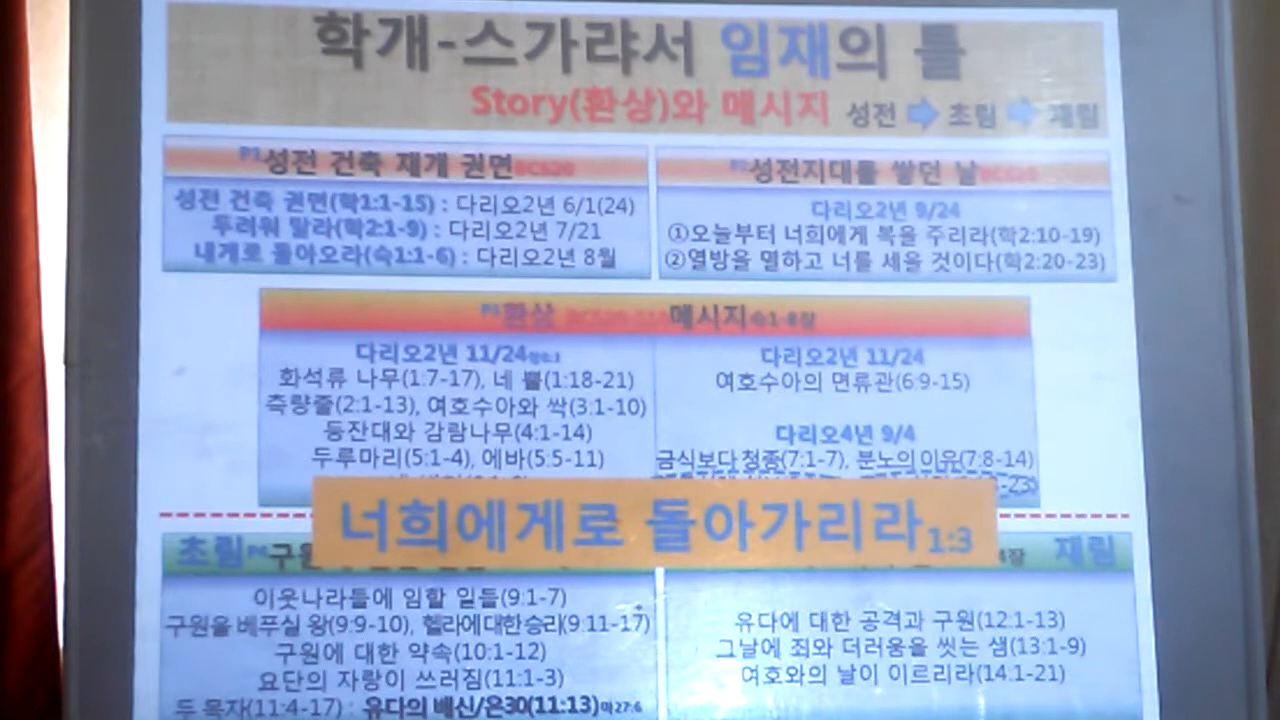 학개-스가랴서 임재의 틀
Story(환상)와 메시지 성전 초림 재림
P1성전 건축 재개 권면BC520
성전 건축 권면(학1:1-15) : 다리오2년 6/1(24)
두려워 말라(학2:1-9) : 다리오2년 7/21
내게로 돌아오라(슥1:1-6) : 다리오2년 8월
성전지대를 쌓던 날
다리오2년 9/24
①오늘부터 너희에게 복을 주리라(학2:10-19)
②열방을 멸하고 너를 세울 것이다(학2:20-23)
환상
다리오2년 11/24
화석류 나무(1:7-17), 네 뿔(1:18-21)
측량줄(2:1-13), 여호수아와 싹(3:1-10)
등잔대와 감람나무(4:1-14)
두루마리(5:1-4), 에바(5:5-11)
메시지
다리오2년 11/24
여호수아의 면류관(6:9-15)
다리오4년 9/4
금식보다 청종(7:1-7), 분노의 이유(7:8-14)
너희에게로 돌아가리라1:3
초림
이웃나라들에 임할 일들(9:1-7)
구원을 베푸실 왕(9:9-10), 헬라에대한승리(9:11-17)
구원에 대한 약속(10:1-12)
요단의 자랑이 쓰러짐(11:1-3)
두 목자(11:4-17) : 유다의 배신/은30(11:13)마27:6
재림
유다에 대한 공격과 구원(12:1-13)
그날에 죄와 더러움을 씻는 샘(13:1-9)
여호와의 날이 이르리라(14:1-21)